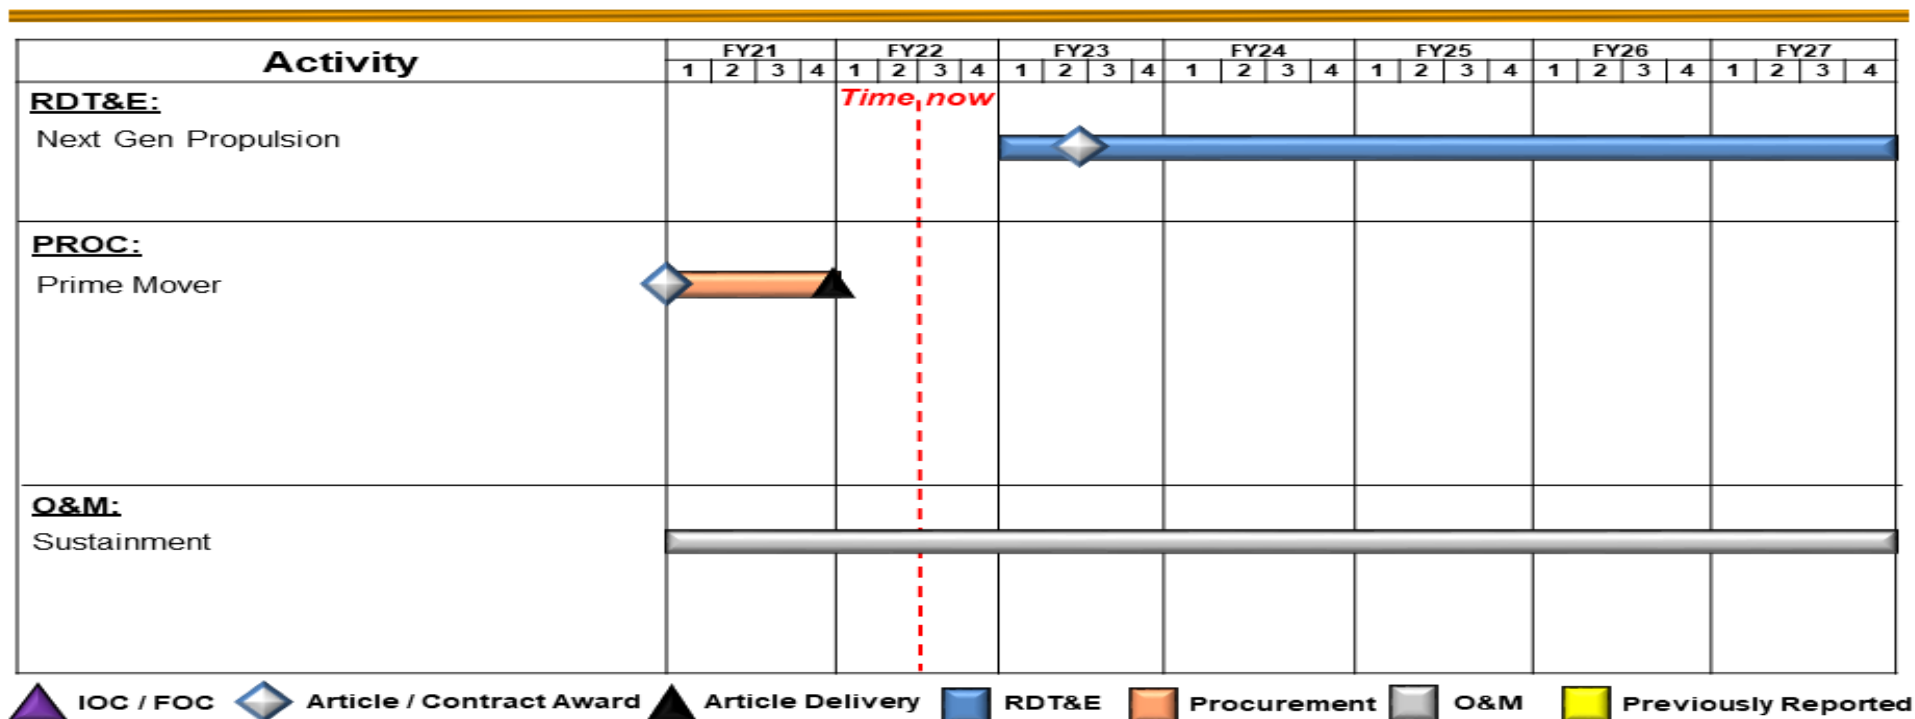 Activity FY21 FY22 FY23 FY24 FY25 FY26 FY27
1 2 3 4 1 2 3 4 1 2 3 4 1 2 3 4 1 2 3 4 1 2 3 4 1 2 3 4
RDT&E: Time now
Next Gen Propulsion
PROC:
Prime Mover
O&M:
Sustainment
IOC / FOC Article / Contract Award Article Delivery RDT&E Procurement O&M Previously Reported